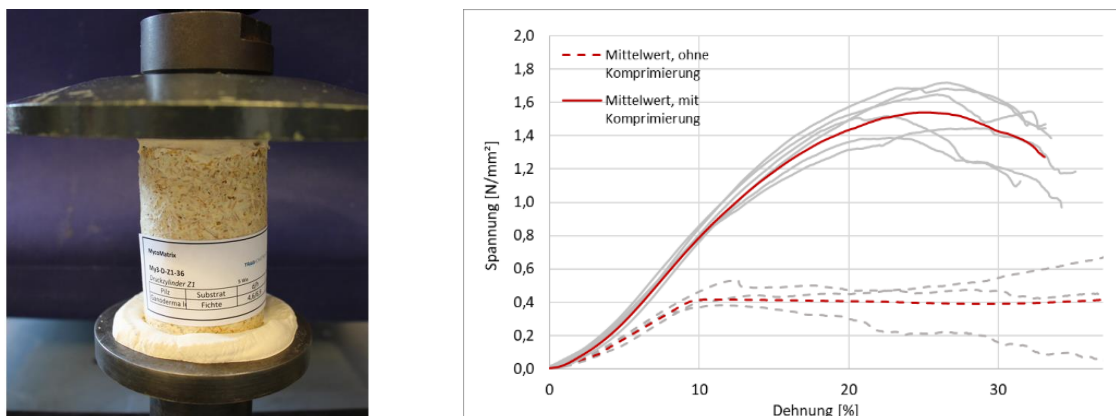 MycoMatrix
My3-D-Z1-36
Druckzylinder Z1
Pilz Substrat
Fichte
2,0
1,8
1,6
1,4
1,2
1,0
0,8
0,6
0,4
0,2
0,0
Spannung [N/mm²]
Mittelwert, ohne
Komprimierung
Mittelwert, mit
Komprimierung
0 10 20 30
Dehnung [%]